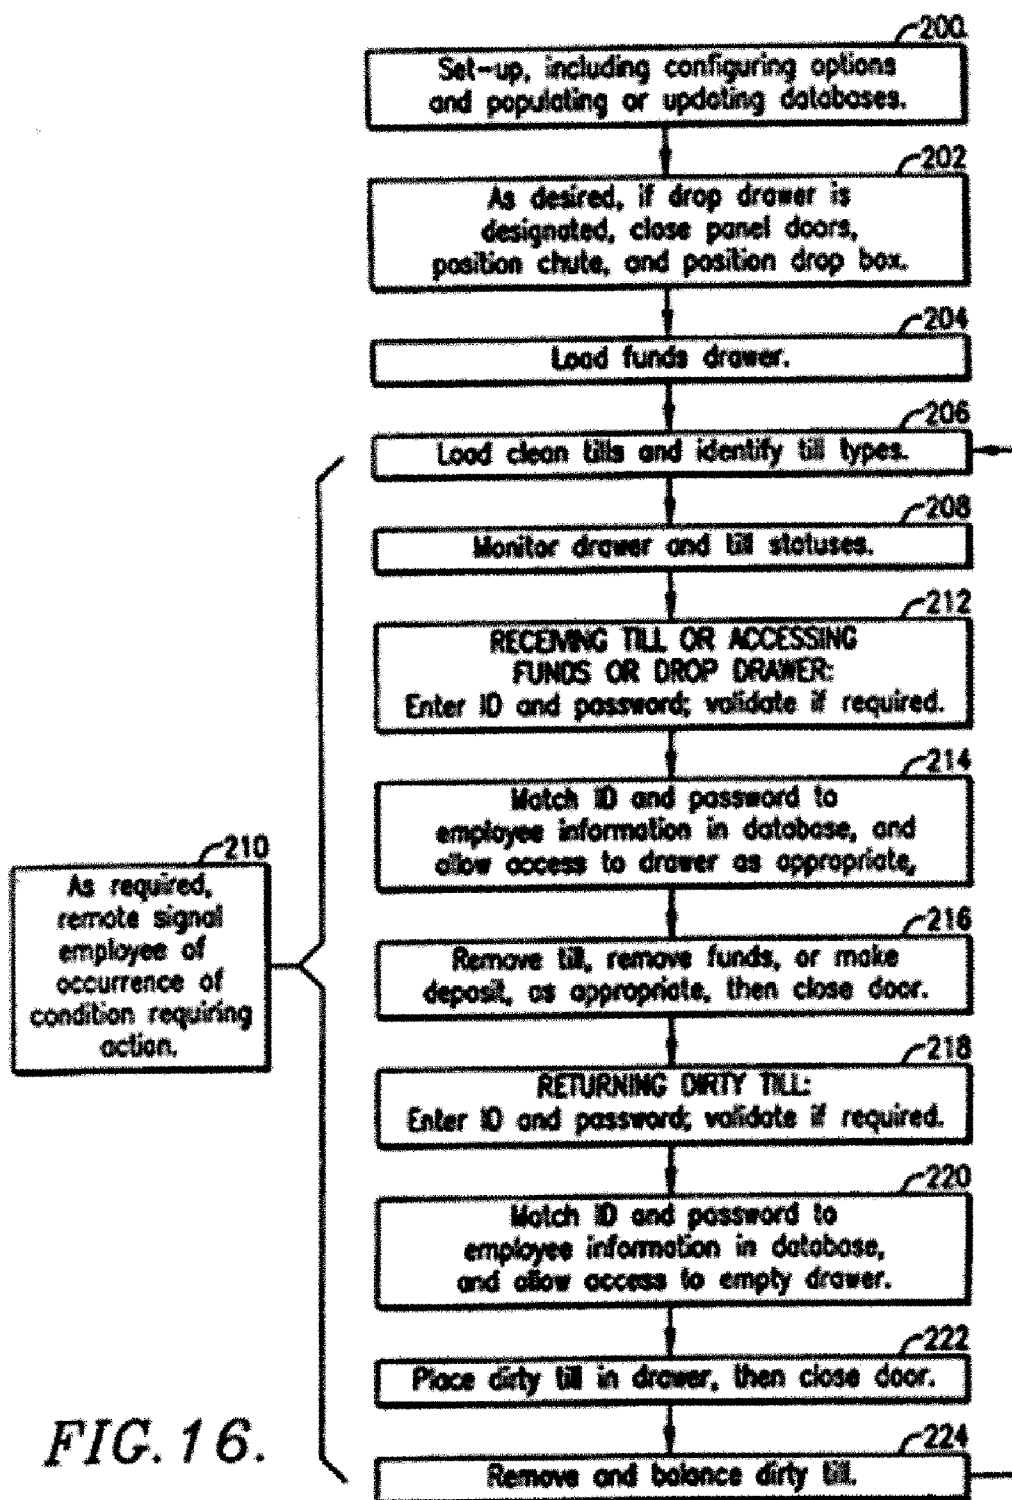 200
Set-up, including configuring options
and populating or updating databases.
202
As desired, if drop drawer is
designated, close panel doors,
position chute, and position drop box.
204
Load funds drawer.
206
Load clean tills and identify till types.
208
Monitor drawer and till statuses.
212
RECEIVING TILL OR ACCESSING
FUNDS OR DROP DRAWER:
Enter ID and password; validate if required.
214
Match ID and password to
employee information in database, and
allow access to drawer as appropriate,
210
As required,
remote signal
employee of
occurrence of
condition requiring
action.
216
Remove till, remove funds, or make
deposit, as appropriate, then close door.
218
RETURNING DIRTY TILL:
Enter ID and password; validate if required.
220
Match ID and password to
employee information in database,
and allow access to empty drawer.
222
Place dirty till in drawer, then close door.
224
Remove and balance dirty till.
FIG. 16.